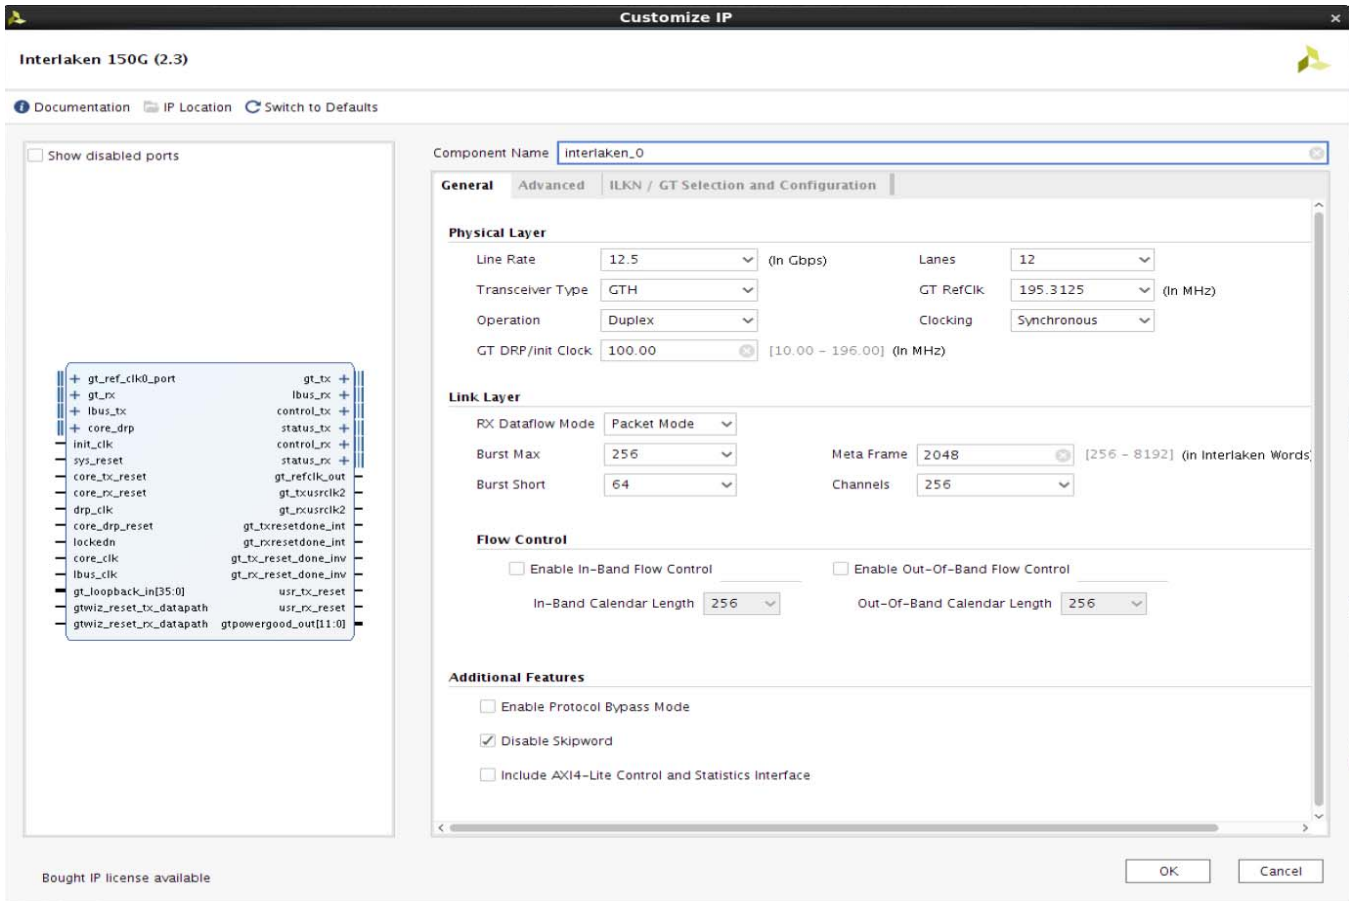 Customize IP
Interlaken 150G (2.3)
Documentation IP Location Switch to Defaults
Show disabled ports
gt_ref_clk0_port gt_tx
gt_rx lbus_rx
lbus_tx control_tx
core_drp status_tx
init_clk control_rx
sys_reset status_rx
core_tx_reset gt_refclk_out
core_rx_reset gt_txusrclk2
drp_clk gt_rxusrclk2
core_drp_reset gt_txresetdone_int
lockedn gt_rxresetdone_int
core_clk gt_tx_reset_done_inv
lbus_clk gt_rx_reset_done_inv
gt_loopback_in[35:0] usr_tx_reset
gtwiz_reset_tx_datapath usr_rx_reset
gtwiz_reset_rx_datapath gtpowergood_out[11:0]
Component Name interlaken_0
General Advanced ILKN / GT Selection and Configuration
Physical Layer
Line Rate 12.5 (In Gbps) Lanes 12
Transceiver Type GTH GT RefClk 195.3125 (In MHz)
Operation Duplex Clocking Synchronous
GT DRP/init Clock 100.00 [10.00 - 196.00] (In MHz)
Link Layer
RX Dataflow Mode Packet Mode
Burst Max 256 Meta Frame 2048 [256 - 8192] (in Interlaken Words)
Burst Short 64 Channels 256
Flow Control
Enable In-Band Flow Control Enable Out-Of-Band Flow Control
In-Band Calendar Length 256 Out-Of-Band Calendar Length 256
Additional Features
Enable Protocol Bypass Mode
Disable Skipword
Include AXI4-Lite Control and Statistics Interface
Bought IP license available
OK Cancel